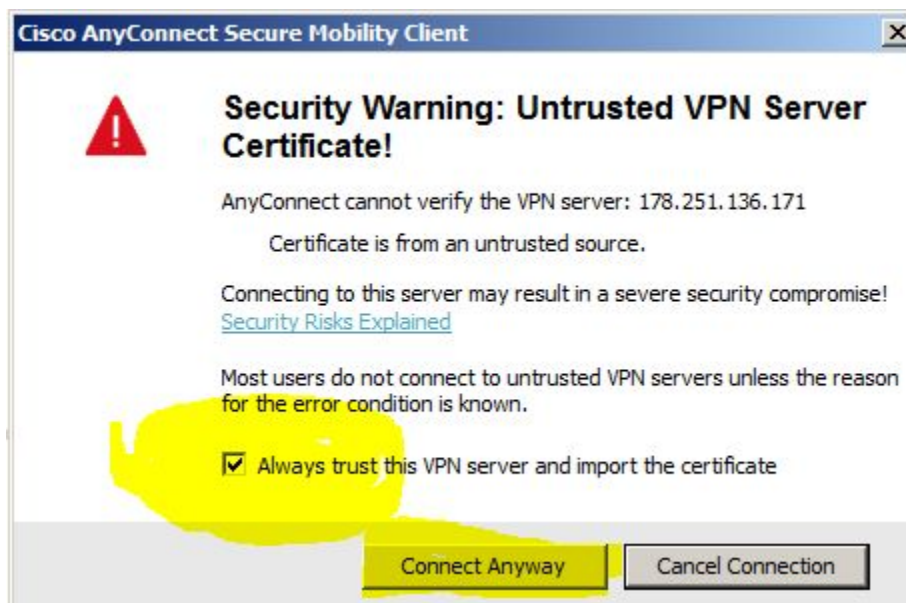 Cisco AnyConnect Secure Mobility Client
Security Warning: Untrusted VPN Server
Certificate!
AnyConnect cannot verify the VPN server: 178.251.136.171
Certificate is from an untrusted source.
Connecting to this server may result in a severe security compromise!
Security Risks Explained
Most users do not connect to untrusted VPN servers unless the reason
for the error condition is known.
Always trust this VPN server and import the certificate
Connect Anyway
Cancel Connection